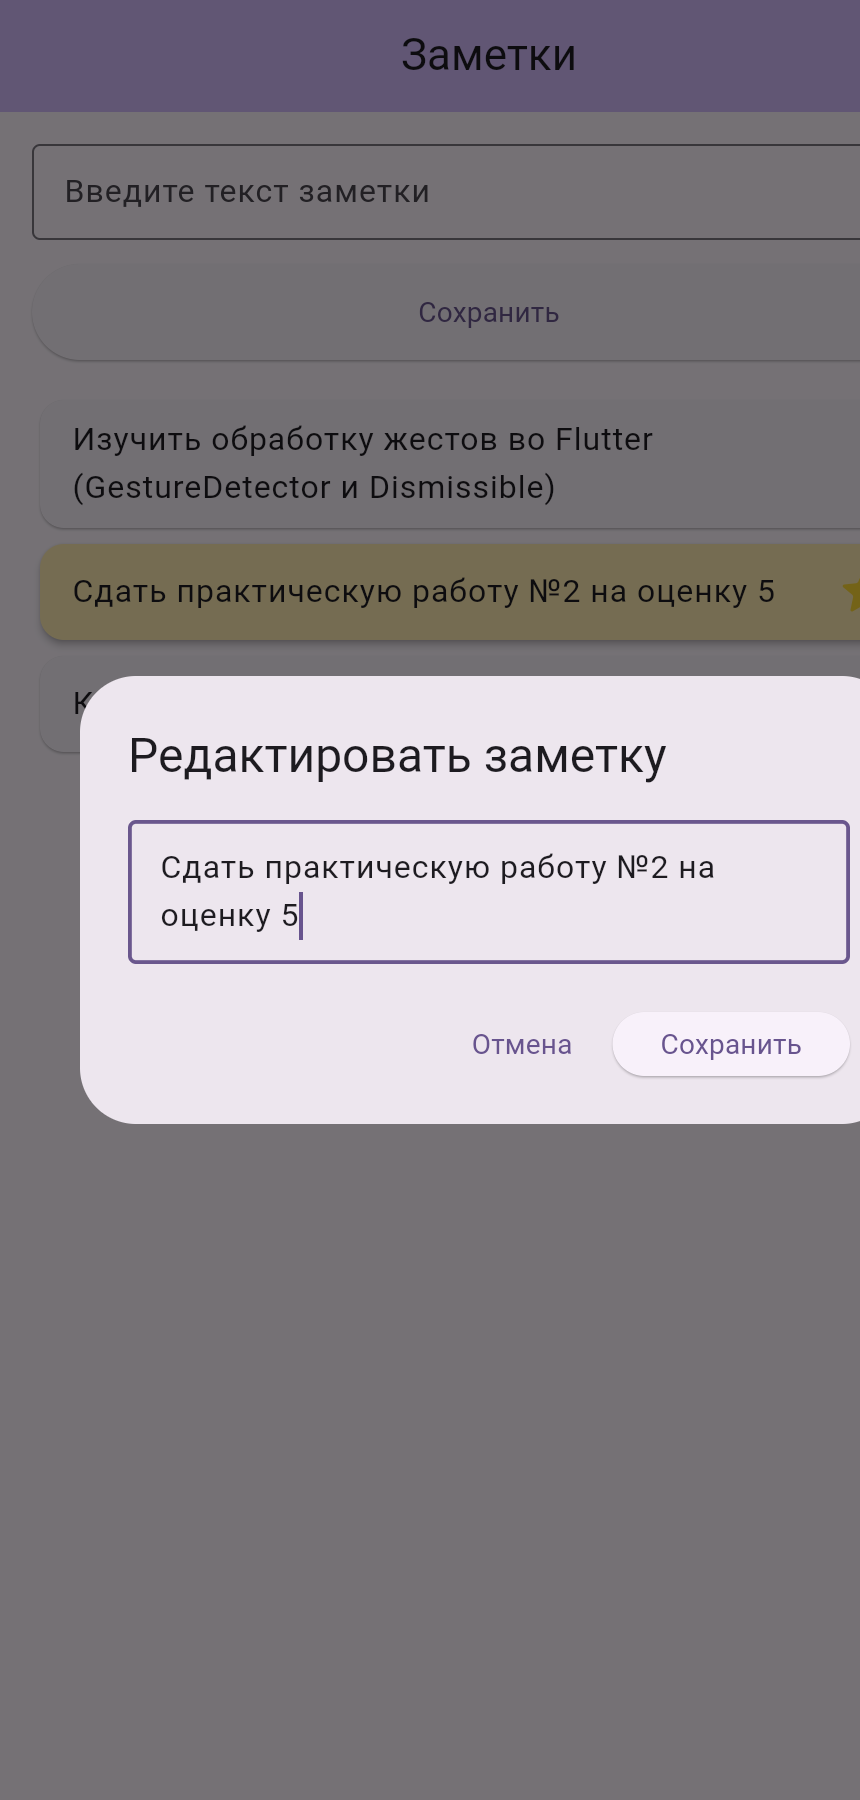 Заметки
Введите текст заметки
Сохранить
Изучить обработку жестов во Flutter
(GestureDetector и Dismissible)
Сдать практическую работу №2 на оценку 5
Редактировать заметку
Сдать практическую работу №2 на
оценку 5
Отмена
Сохранить